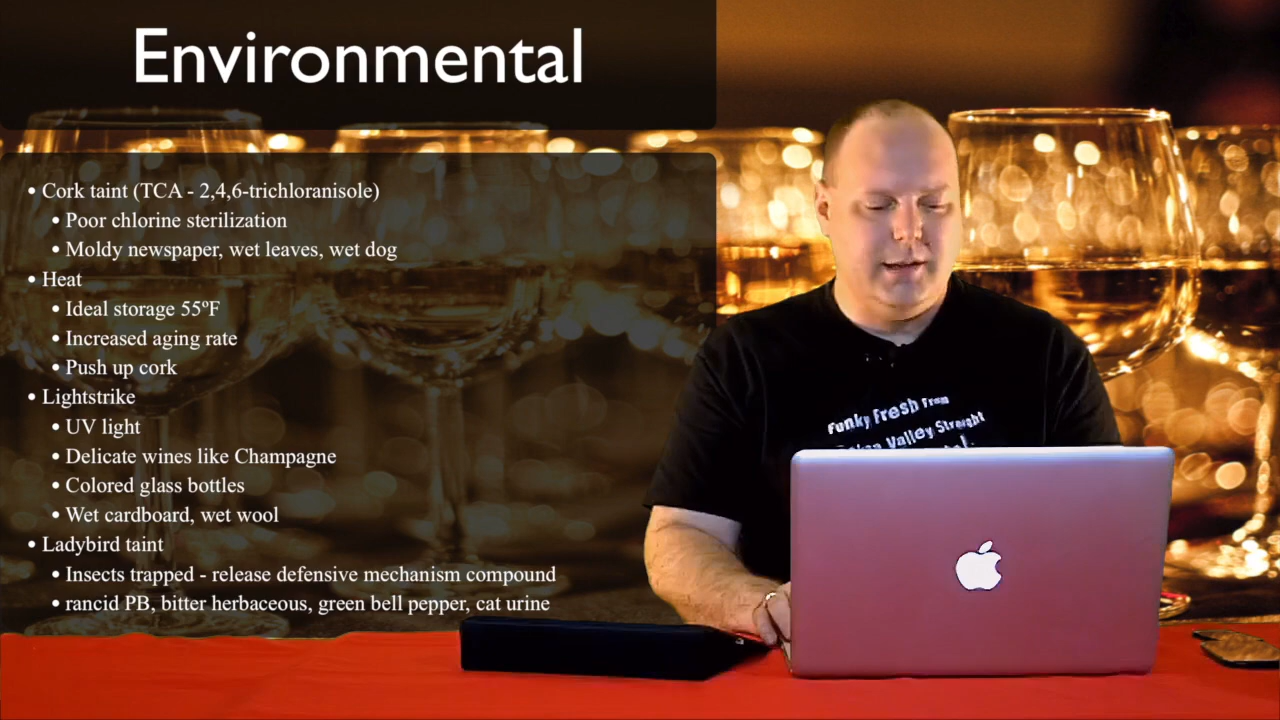 Environmental
• Cork taint (TCA - 2,4,6-trichloranisole)
• Poor chlorine sterilization
• Moldy newspaper, wet leaves, wet dog
• Heat
• Ideal storage 55ºF
• Increased aging rate
• Push up cork
• Lightstrike
• UV light
• Delicate wines like Champagne
• Colored glass bottles
• Wet cardboard, wet wool
• Ladybird taint
• Insects trapped - release defensive mechanism compound
• rancid PB, bitter herbaceous, green bell pepper, cat urine
Funky Fresh From
Valley Straight